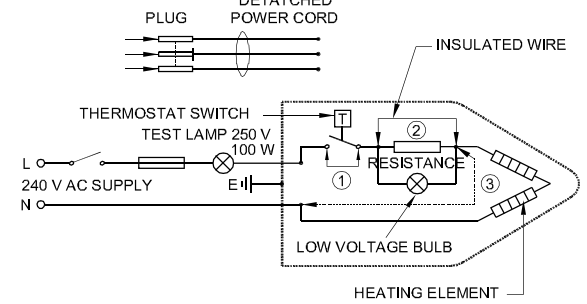 DETATCHED
PLUG POWER CORD
INSULATED WIRE
THERMOSTAT SWITCH
T
TEST LAMP 250 V
100 W
2
RESISTANCE
L
1
3
240 V AC SUPPLY
E
N
LOW VOLTAGE BULB
HEATING ELEMENT